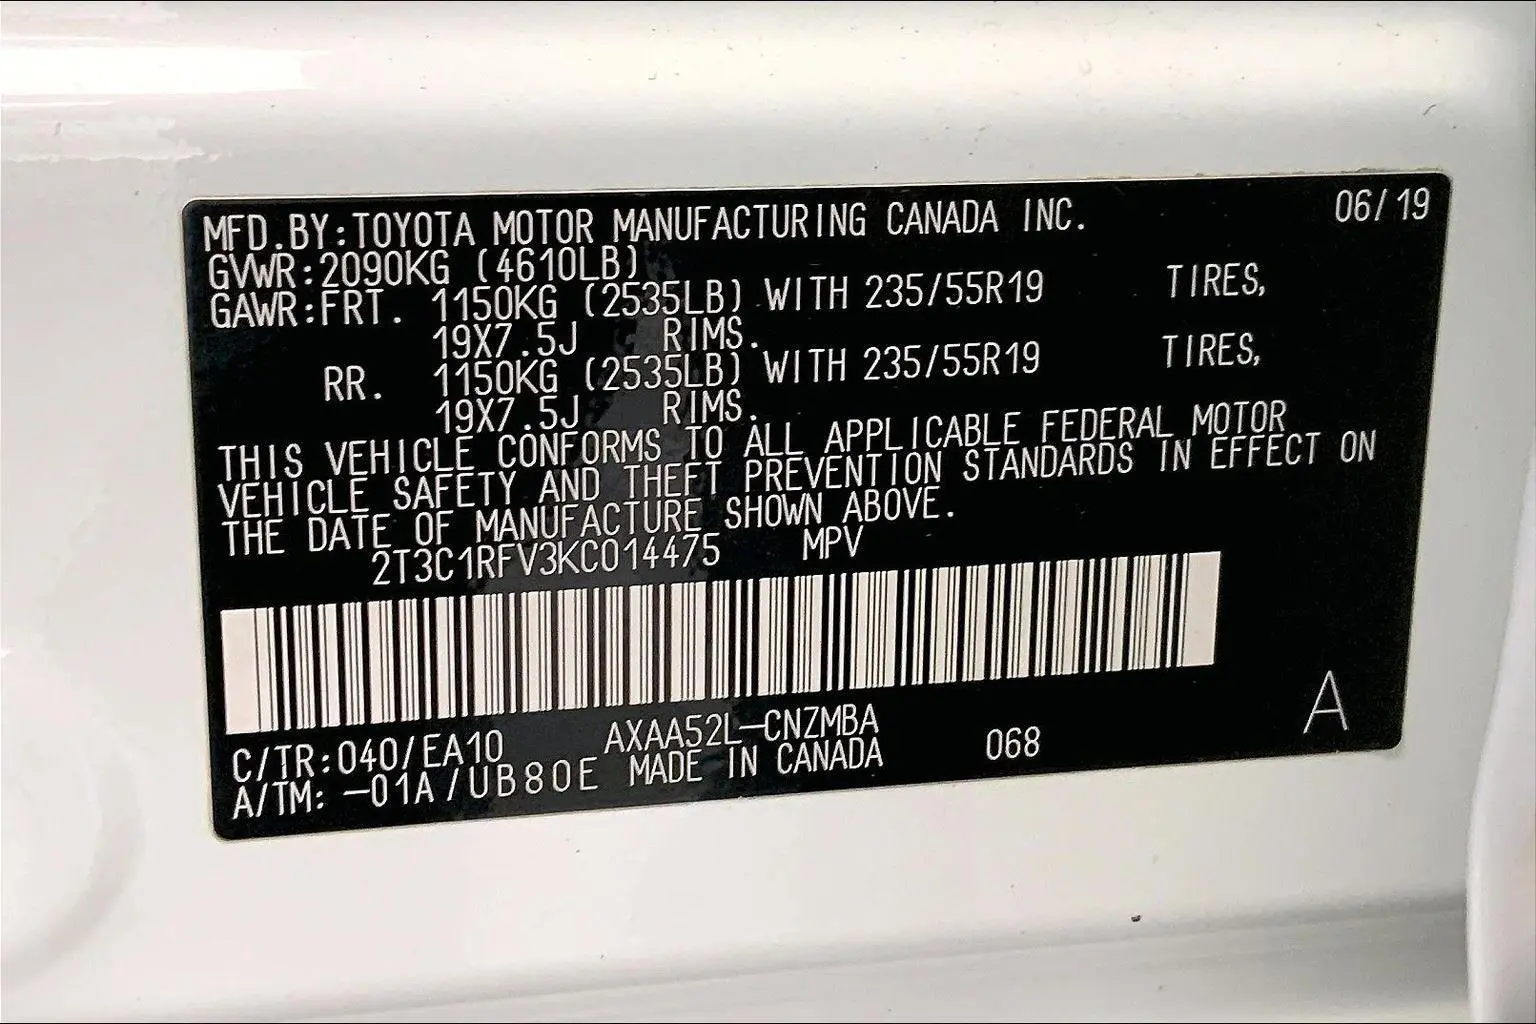 MFD.BY:TOYOTA MOTOR MANUFACTURING CANADA INC. 06/19
GVWR:2090KG (4610LB)
GAWR:FRT. 1150KG (2535LB) WITH 235/55R19 TIRES,
19X7.5J RIMS.
RR. 1150KG (2535LB) WITH 235/55R19 TIRES,
19X7.5J RIMS.
THIS VEHICLE CONFORMS TO ALL APPLICABLE FEDERAL MOTOR
VEHICLE SAFETY AND THEFT PREVENTION STANDARDS IN EFFECT ON
THE DATE OF MANUFACTURE SHOWN ABOVE.
2T3C1RFV3KC014475 MPV
A
C/TR:040/EA10 AXAA52L-CNZMBA
A/TM: -01A/UB80E MADE IN CANADA 068